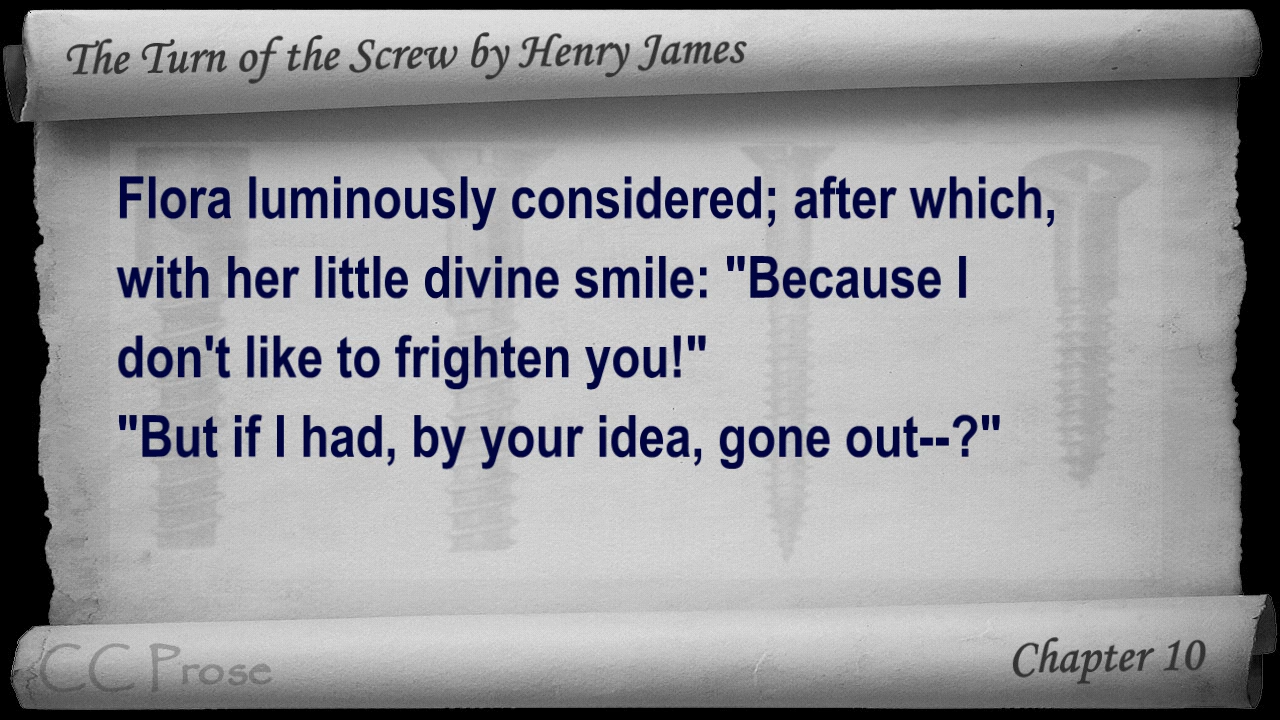 The Turn of the Screw by Henry James
Flora luminously considered; after which,
with her little divine smile: "Because I
don't like to frighten you!"
"But if I had, by your idea, gone out--?"
CC Prose
Chapter 10